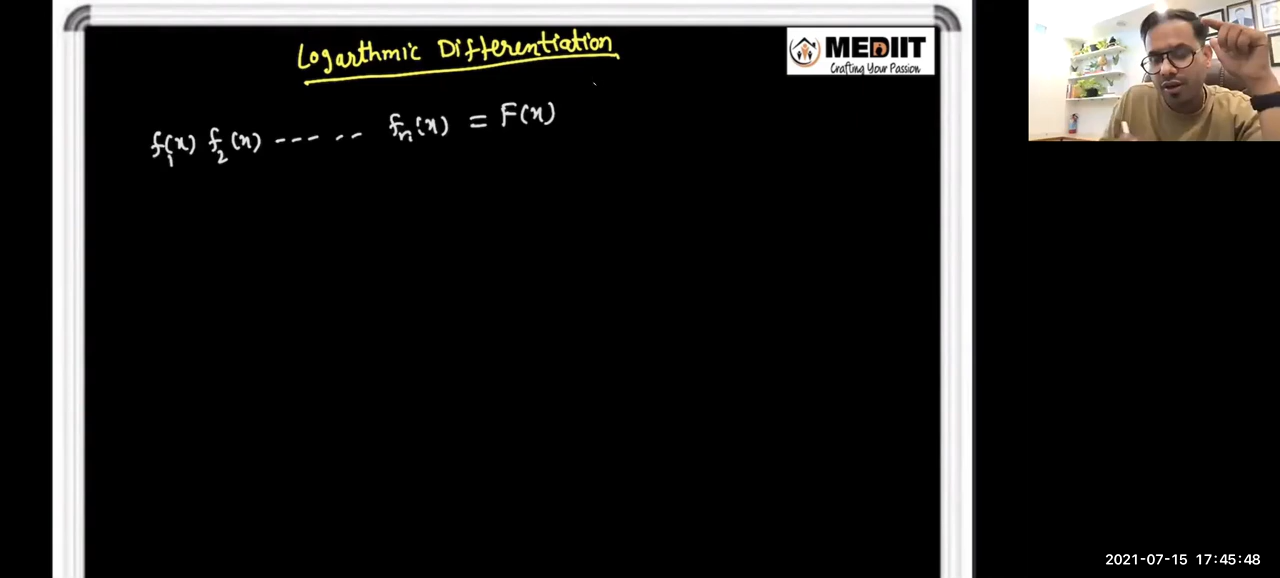 Logarthmic Differentiation
MEDIIT
Crafting Your Passion
f₁(x) f₂(x) ----- -- fₙ(x) = F(x)
2021-07-15 17:45:48